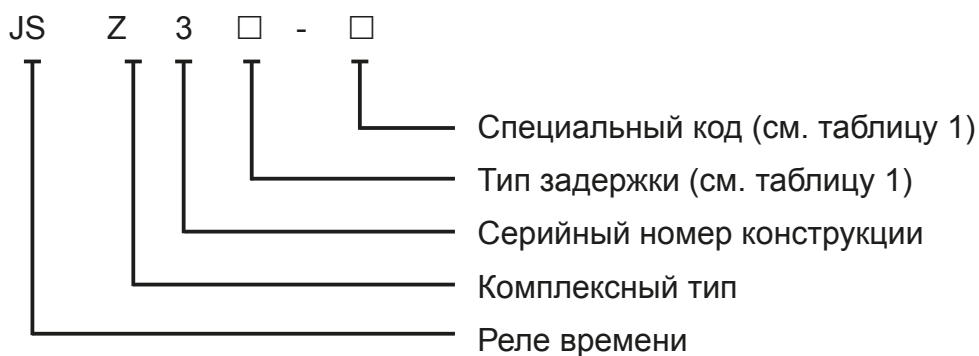 JS Z 3 □ - □
Специальный код (см. таблицу 1)
Тип задержки (см. таблицу 1)
Серийный номер конструкции
Комплексный тип
Реле времени